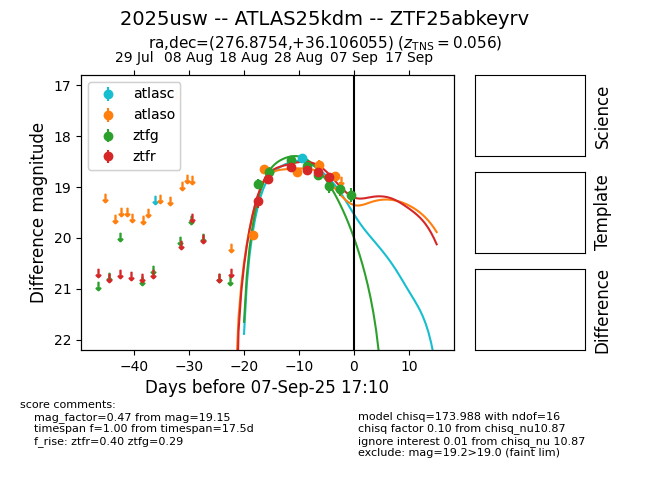 2025usw -- ATLAS25kdm -- ZTF25abkeyrv
ra,dec=(276.8754,+36.106055) (zTNS = 0.056)
29 Jul 08 Aug 18 Aug 28 Aug 07 Sep 17 Sep
17
18
19
20
21
22
Difference magnitude
atlasc
atlaso
ztfg
ztfr
−40 −30 −20 −10 0 10
Days before 07-Sep-25 17:10
Science
Template
Difference
score comments:
mag_factor=0.47 from mag=19.15
timespan f=1.00 from timespan=17.5d
f_rise: ztfr=0.40 ztfg=0.29
model chisq=173.988 with ndof=16
chisq factor 0.10 from chisq_nu10.87
ignore interest 0.01 from chisq_nu 10.87
exclude: mag=19.2>19.0 (faint lim)